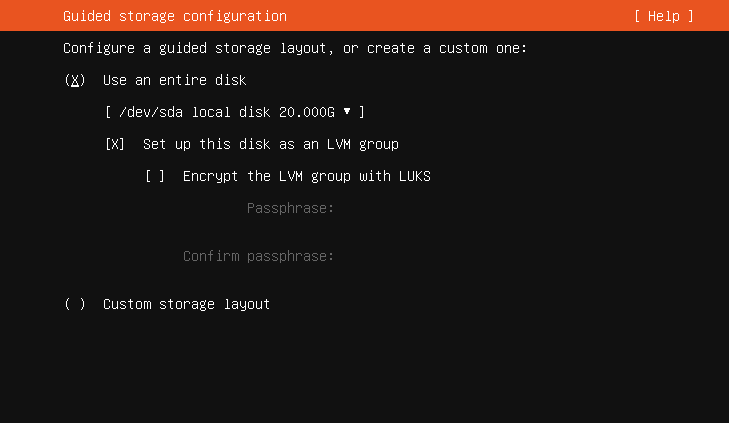 Guided storage configuration [ Help ]
Configure a guided storage layout, or create a custom one:
(X) Use an entire disk
[ /dev/sda local disk 20.000G ▾ ]
[X] Set up this disk as an LVM group
[ ] Encrypt the LVM group with LUKS
Passphrase:
Confirm passphrase:
( ) Custom storage layout